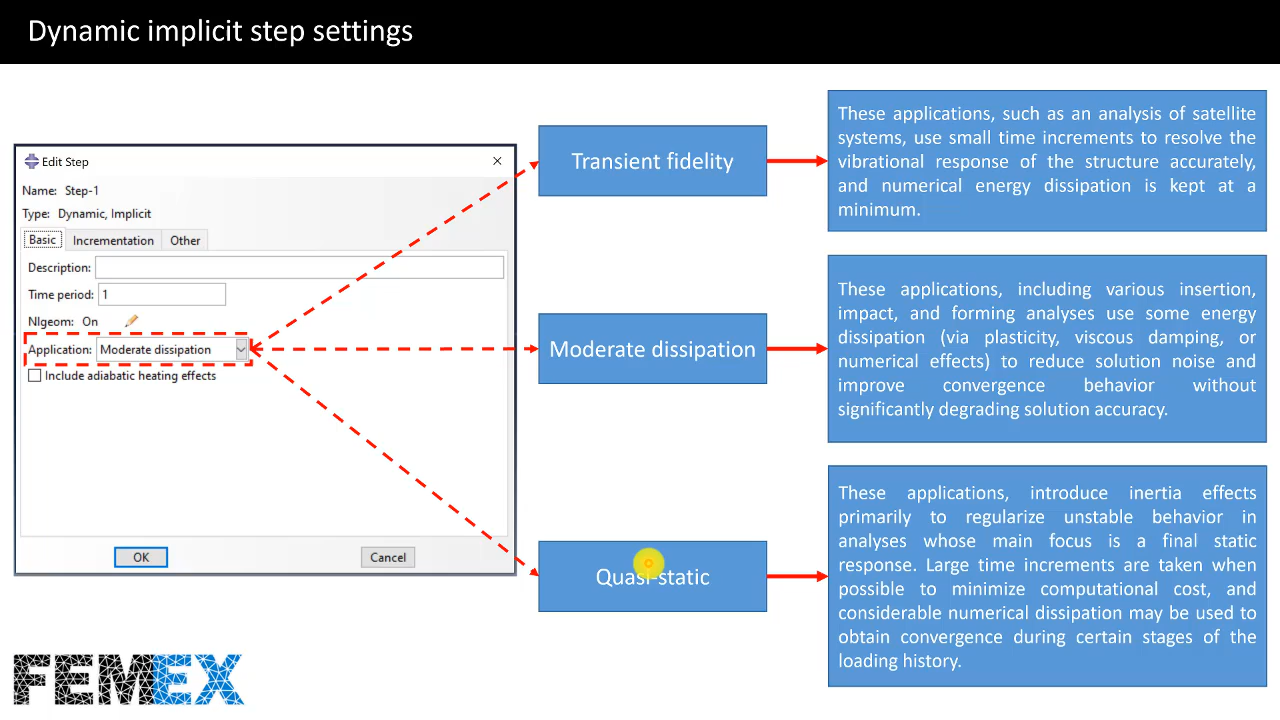 Dynamic implicit step settings
Edit Step
Name: Step-1
Type: Dynamic, Implicit
Basic Incrementation Other
Description:
Time period: 1
Nlgeom: On
Application: Moderate dissipation
Include adiabatic heating effects
OK Cancel
Transient fidelity
These applications, such as an analysis of satellite
systems, use small time increments to resolve the
vibrational response of the structure accurately,
and numerical energy dissipation is kept at a
minimum.
Moderate dissipation
These applications, including various insertion,
impact, and forming analyses use some energy
dissipation (via plasticity, viscous damping, or
numerical effects) to reduce solution noise and
improve convergence behavior without
significantly degrading solution accuracy.
Quasi-static
These applications, introduce inertia effects
primarily to regularize unstable behavior in
analyses whose main focus is a final static
response. Large time increments are taken when
possible to minimize computational cost, and
considerable numerical dissipation may be used to
obtain convergence during certain stages of the
loading history.
FEMEX